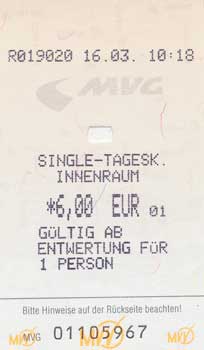 R019020 16.03. 10:18
MVG
SINGLE-TAGESK.
INNENRAUM
*6,00 EUR 01
GÜLTIG AB
ENTWERTUNG FÜR
1 PERSON
Bitte Hinweise auf der Rückseite beachten!
MVG 01105967